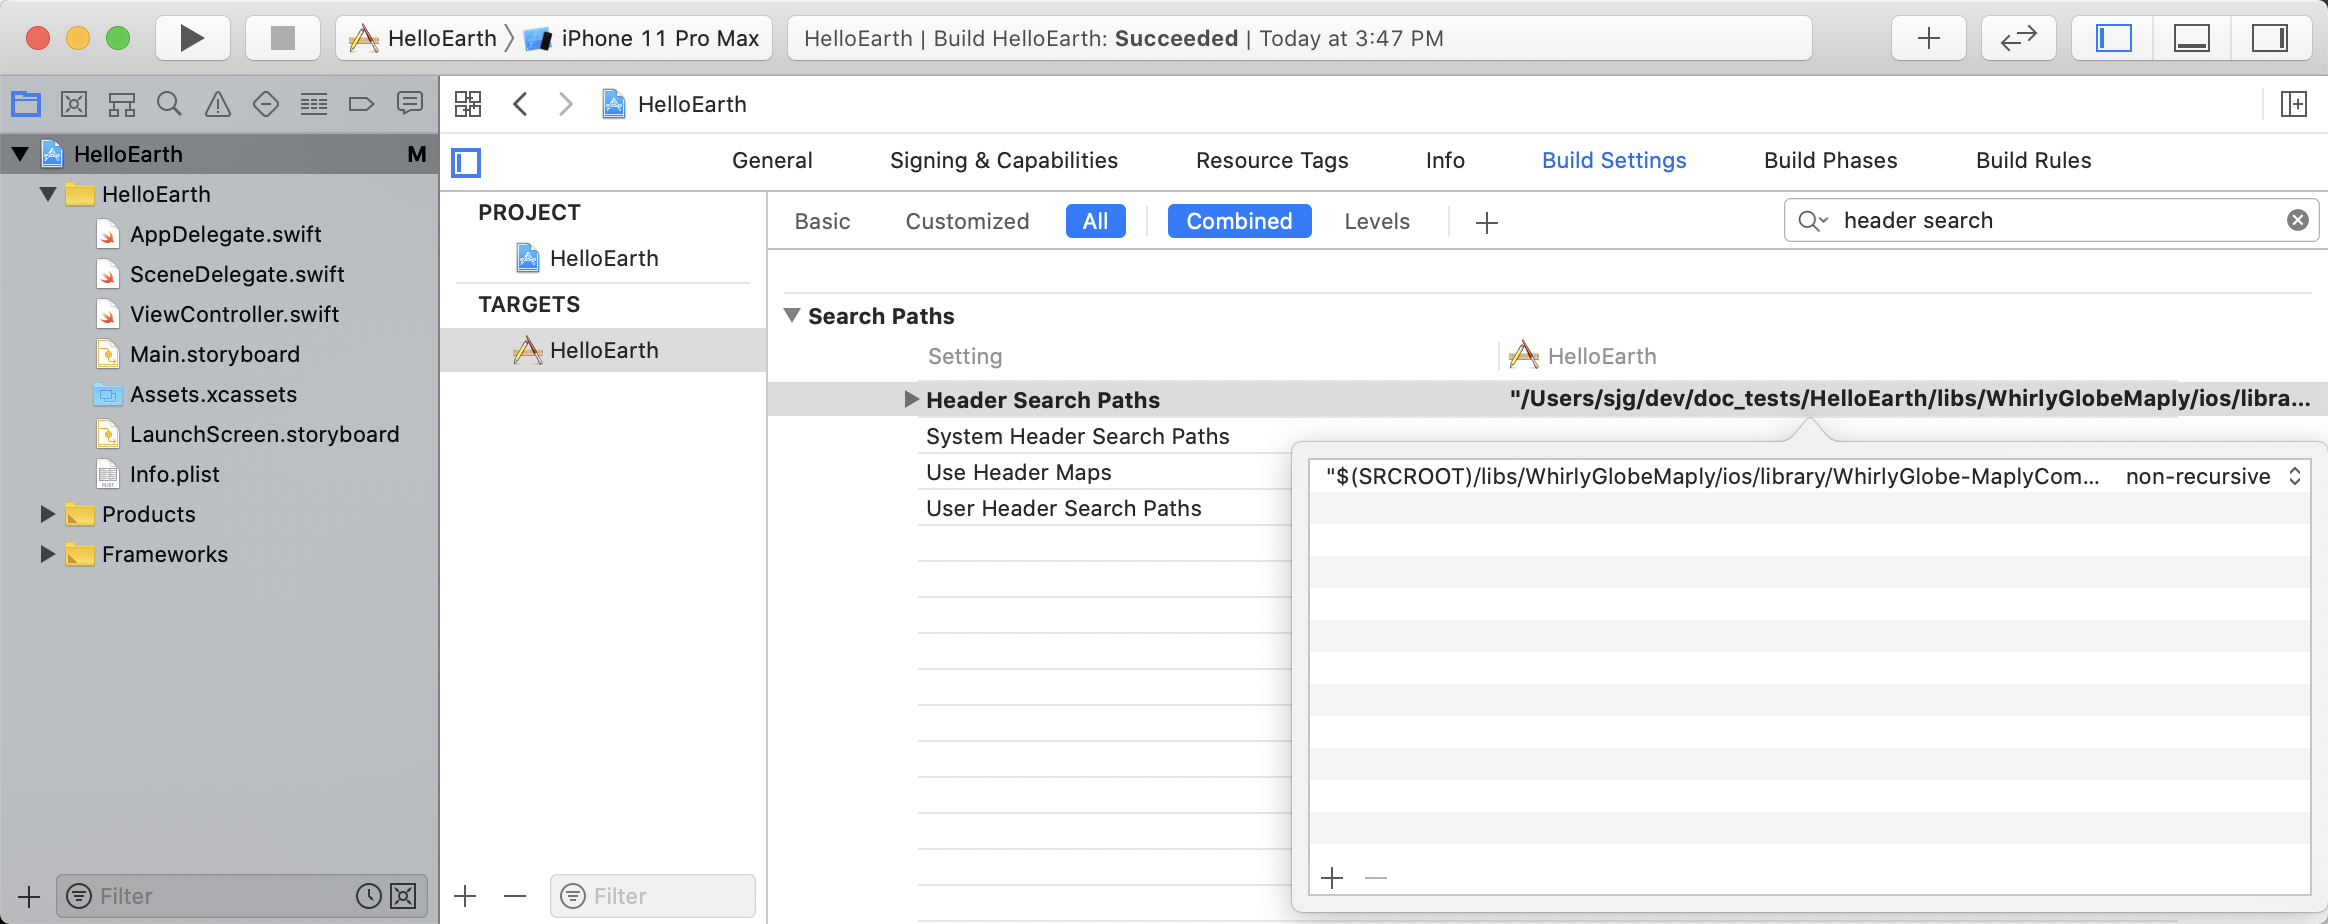 HelloEarth iPhone 11 Pro Max
HelloEarth | Build HelloEarth: Succeeded | Today at 3:47 PM
HelloEarth
HelloEarth M
HelloEarth
AppDelegate.swift
SceneDelegate.swift
ViewController.swift
Main.storyboard
Assets.xcassets
LaunchScreen.storyboard
Info.plist
Products
Frameworks
Filter
General Signing & Capabilities Resource Tags Info Build Settings Build Phases Build Rules
PROJECT
HelloEarth
TARGETS
HelloEarth
Filter
Basic Customized All Combined Levels
header search
Search Paths
Setting HelloEarth
Header Search Paths "/Users/sjg/dev/doc_tests/HelloEarth/libs/WhirlyGlobeMaply/ios/libra...
System Header Search Paths
Use Header Maps
User Header Search Paths
"$(SRCROOT)/libs/WhirlyGlobeMaply/ios/library/WhirlyGlobe-MaplyCom... non-recursive